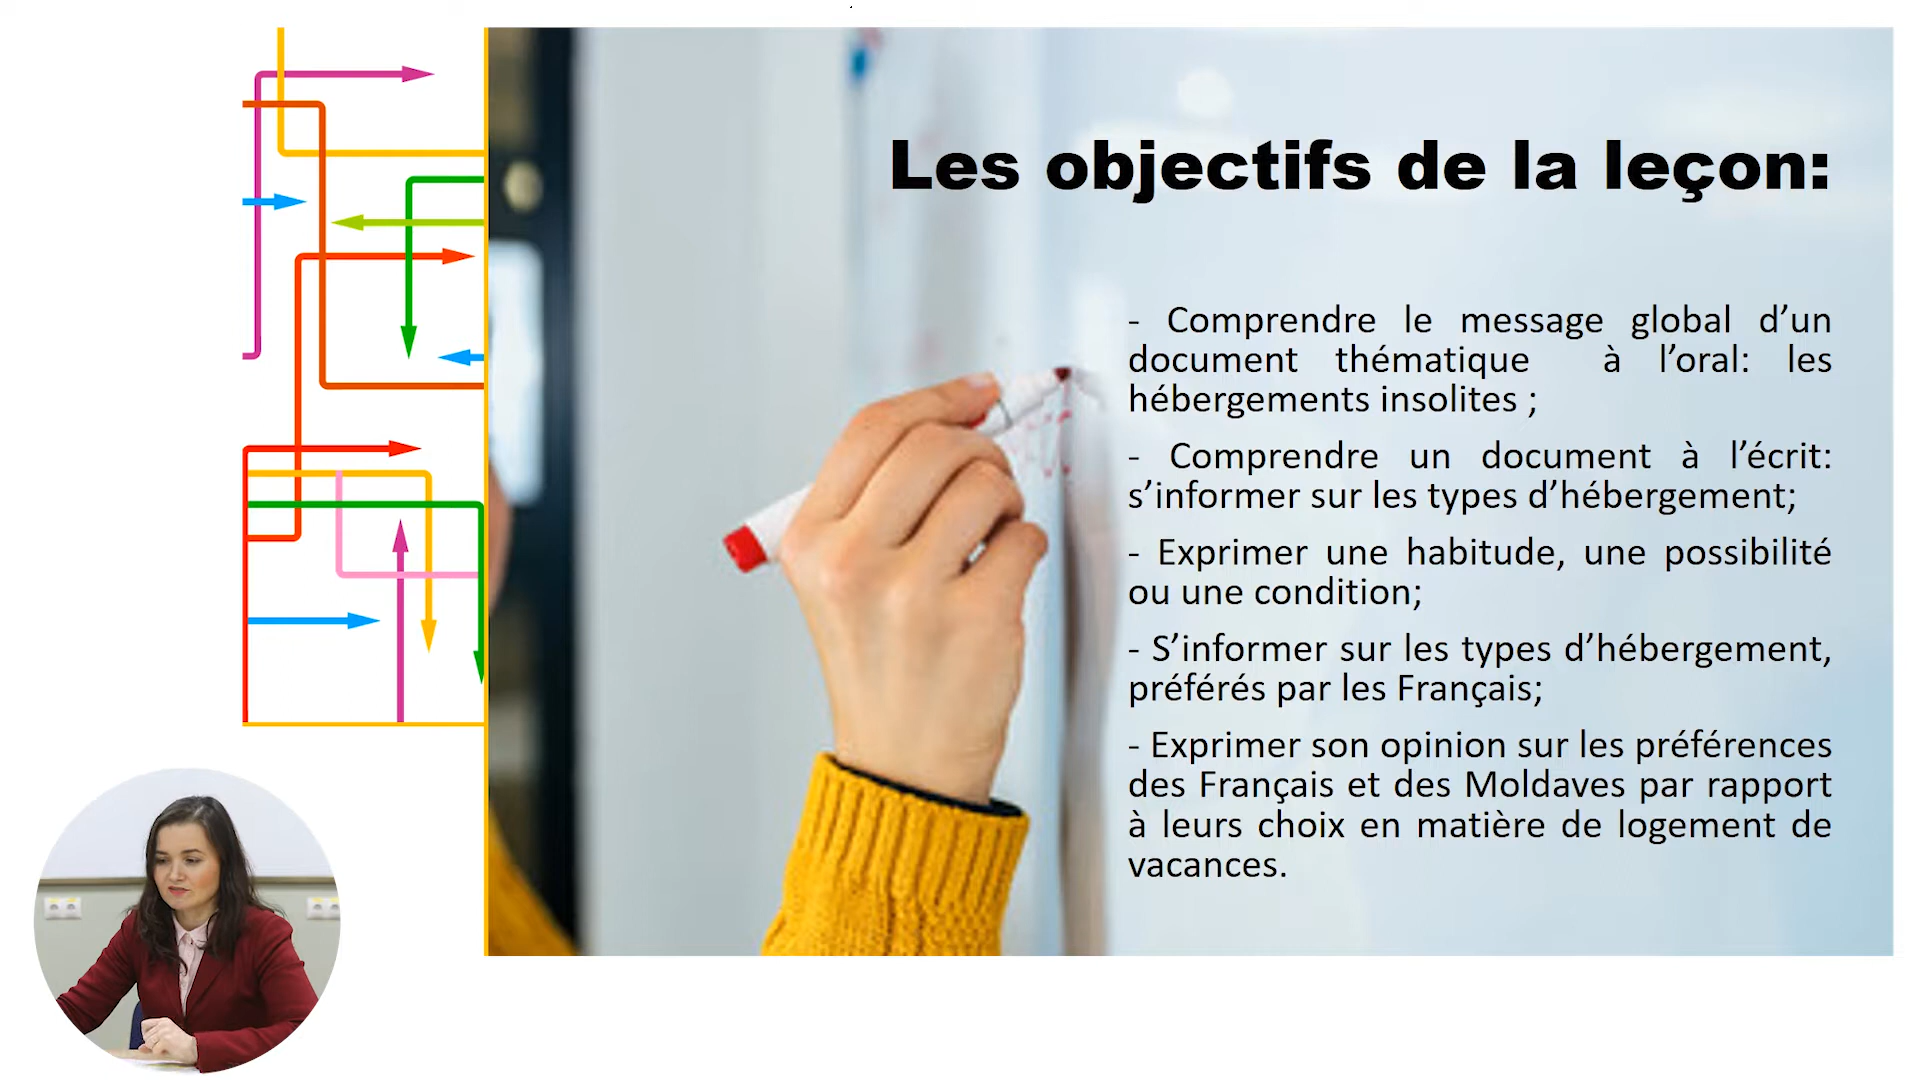 Les objectifs de la leçon:
- Comprendre le message global d’un
document thématique à l’oral: les
hébergements insolites ;
- Comprendre un document à l’écrit:
s’informer sur les types d’hébergement;
- Exprimer une habitude, une possibilité
ou une condition;
- S’informer sur les types d’hébergement,
préférés par les Français;
- Exprimer son opinion sur les préférences
des Français et des Moldaves par rapport
à leurs choix en matière de logement de
vacances.